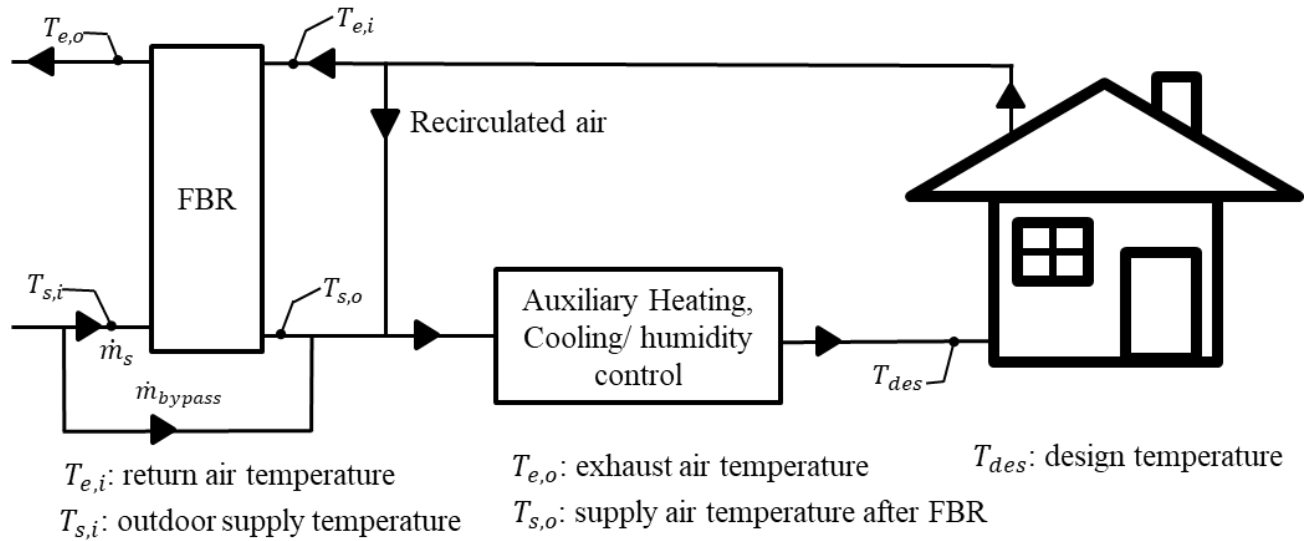 T_{e,o}
T_{e,i}
Recirculated air
FBR
T_{s,i}
T_{s,o}
ṁ_s
ṁ_{bypass}
Auxiliary Heating,
Cooling/ humidity
control
T_{des}
T_{e,i}: return air temperature
T_{s,i}: outdoor supply temperature
T_{e,o}: exhaust air temperature
T_{s,o}: supply air temperature after FBR
T_{des}: design temperature